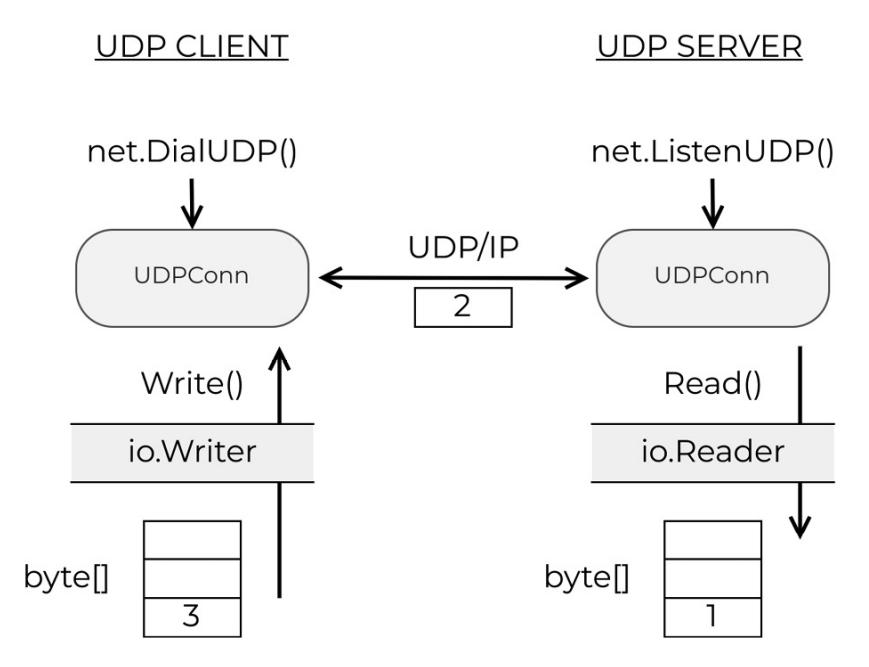 UDP CLIENT
UDP SERVER
net.DialUDP()
net.ListenUDP()
UDPConn
UDP/IP
UDPConn
2
Write()
Read()
io.Writer
io.Reader
byte[]
3
byte[]
1